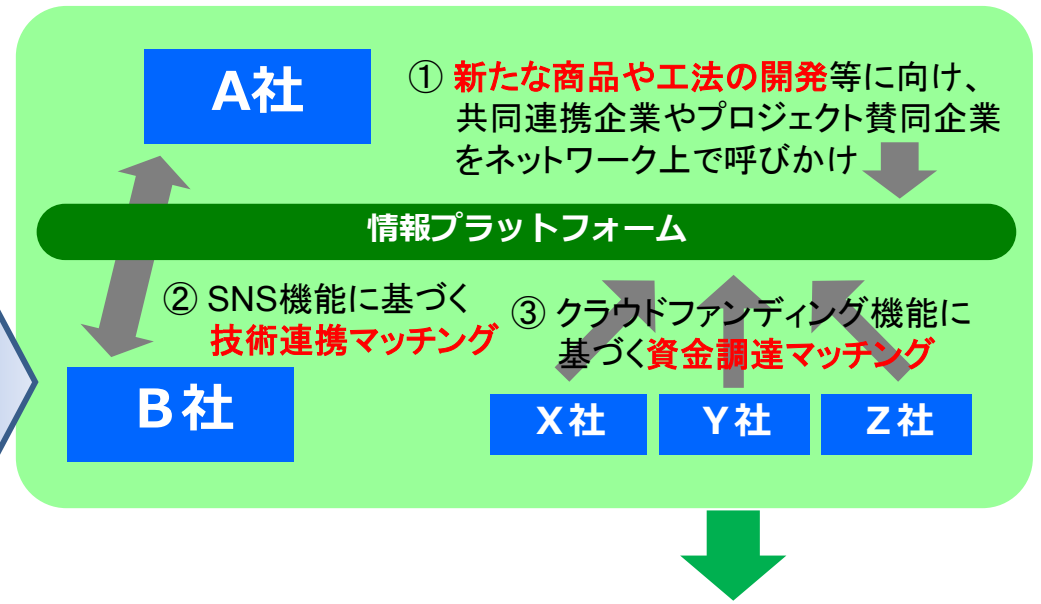 A社
① 新たな商品や工法の開発等に向け、
共同連携企業やプロジェクト賛同企業
をネットワーク上で呼びかけ
情報プラットフォーム
② SNS機能に基づく
技術連携マッチング
③ クラウドファンディング機能に
基づく資金調達マッチング
B社
X社
Y社
Z社